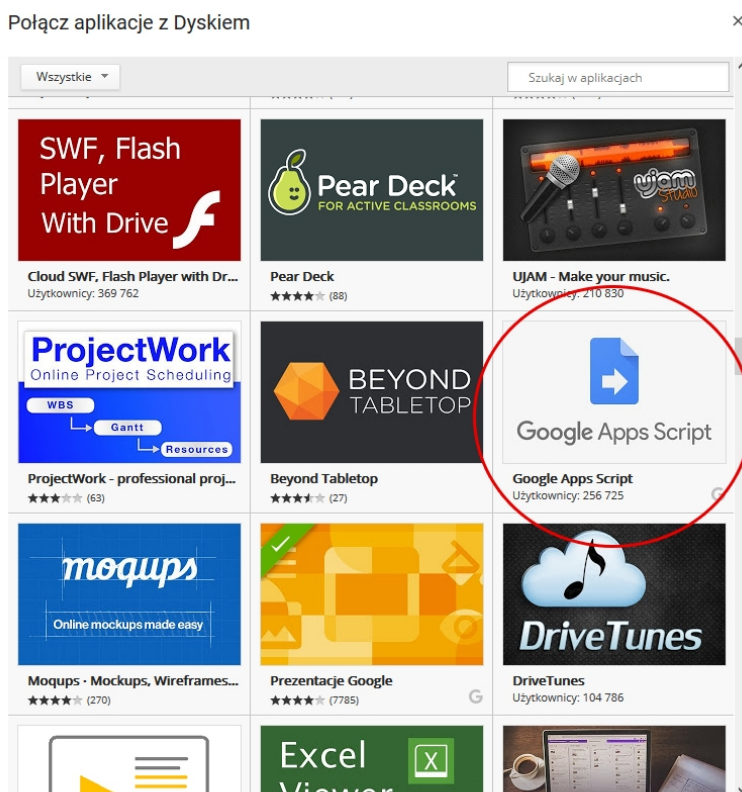 Połącz aplikacje z Dyskiem
×
Wszystkie
Szukaj w aplikacjach
SWF, Flash
Player
With Drive
Pear Deck™
FOR ACTIVE CLASSROOMS
ujam
STUDIO
Cloud SWF, Flash Player with Dr...
Użytkownicy: 369 762
Pear Deck
(88)
UJAM - Make your music.
Użytkownicy: 210 830
ProjectWork
Online Project Scheduling
WBS
Gantt
Resources
BEYOND
TABLETOP
Google Apps Script
ProjectWork - professional proj...
(63)
Beyond Tabletop
(27)
Google Apps Script
Użytkownicy: 256 725
G
moqups
Online mockups made easy
DriveTunes
Moqups · Mockups, Wireframes...
(270)
Prezentacje Google
(7785)
G
DriveTunes
Użytkownicy: 104 786
Excel
X
Viewer